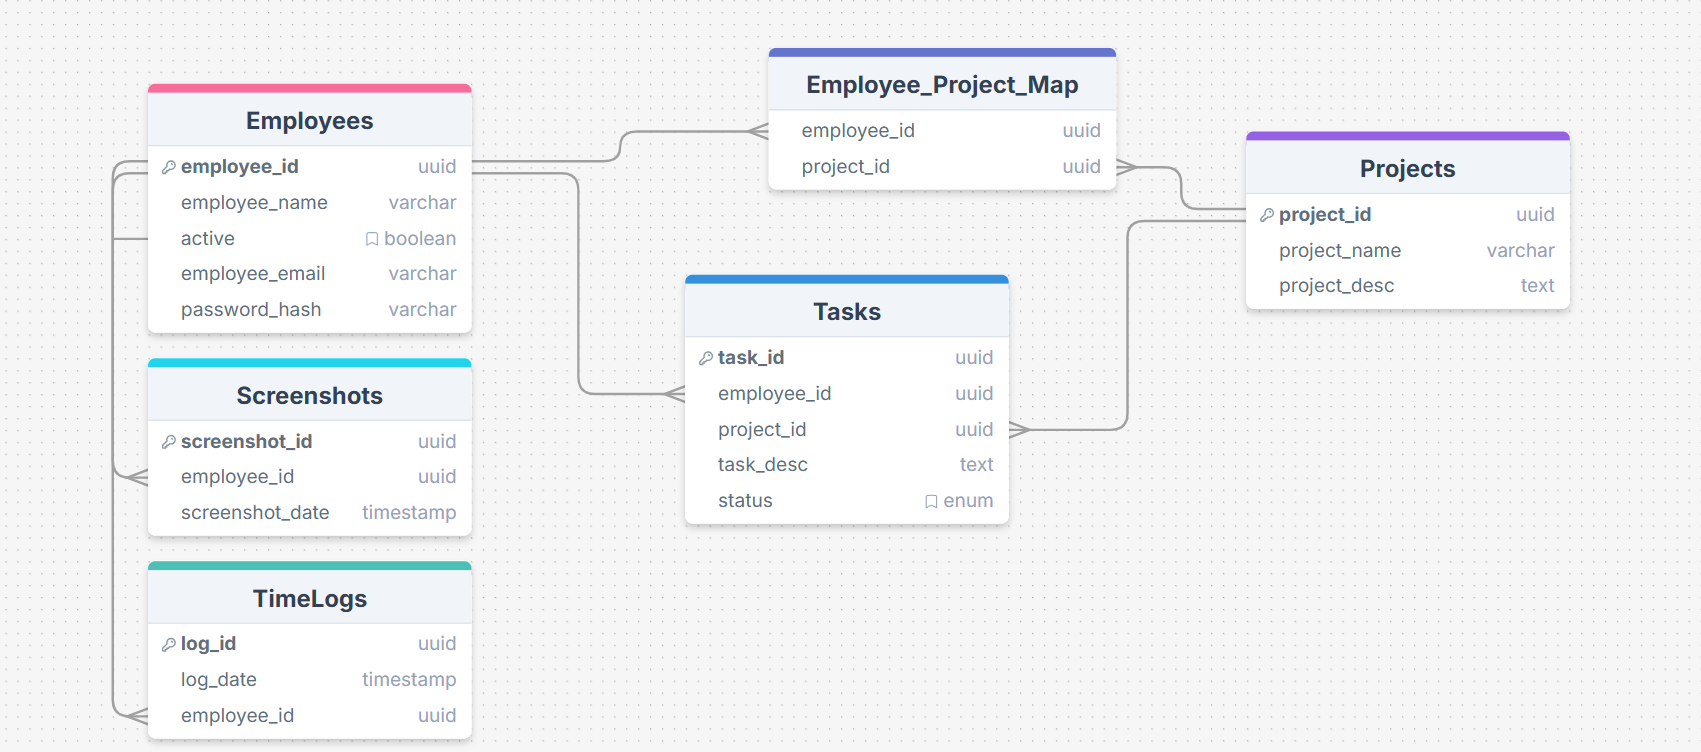 Employees
employee_id uuid
employee_name varchar
active boolean
employee_email varchar
password_hash varchar
Screenshots
screenshot_id uuid
employee_id uuid
screenshot_date timestamp
TimeLogs
log_id uuid
log_date timestamp
employee_id uuid
Employee_Project_Map
employee_id uuid
project_id uuid
Tasks
task_id uuid
employee_id uuid
project_id uuid
task_desc text
status enum
Projects
project_id uuid
project_name varchar
project_desc text